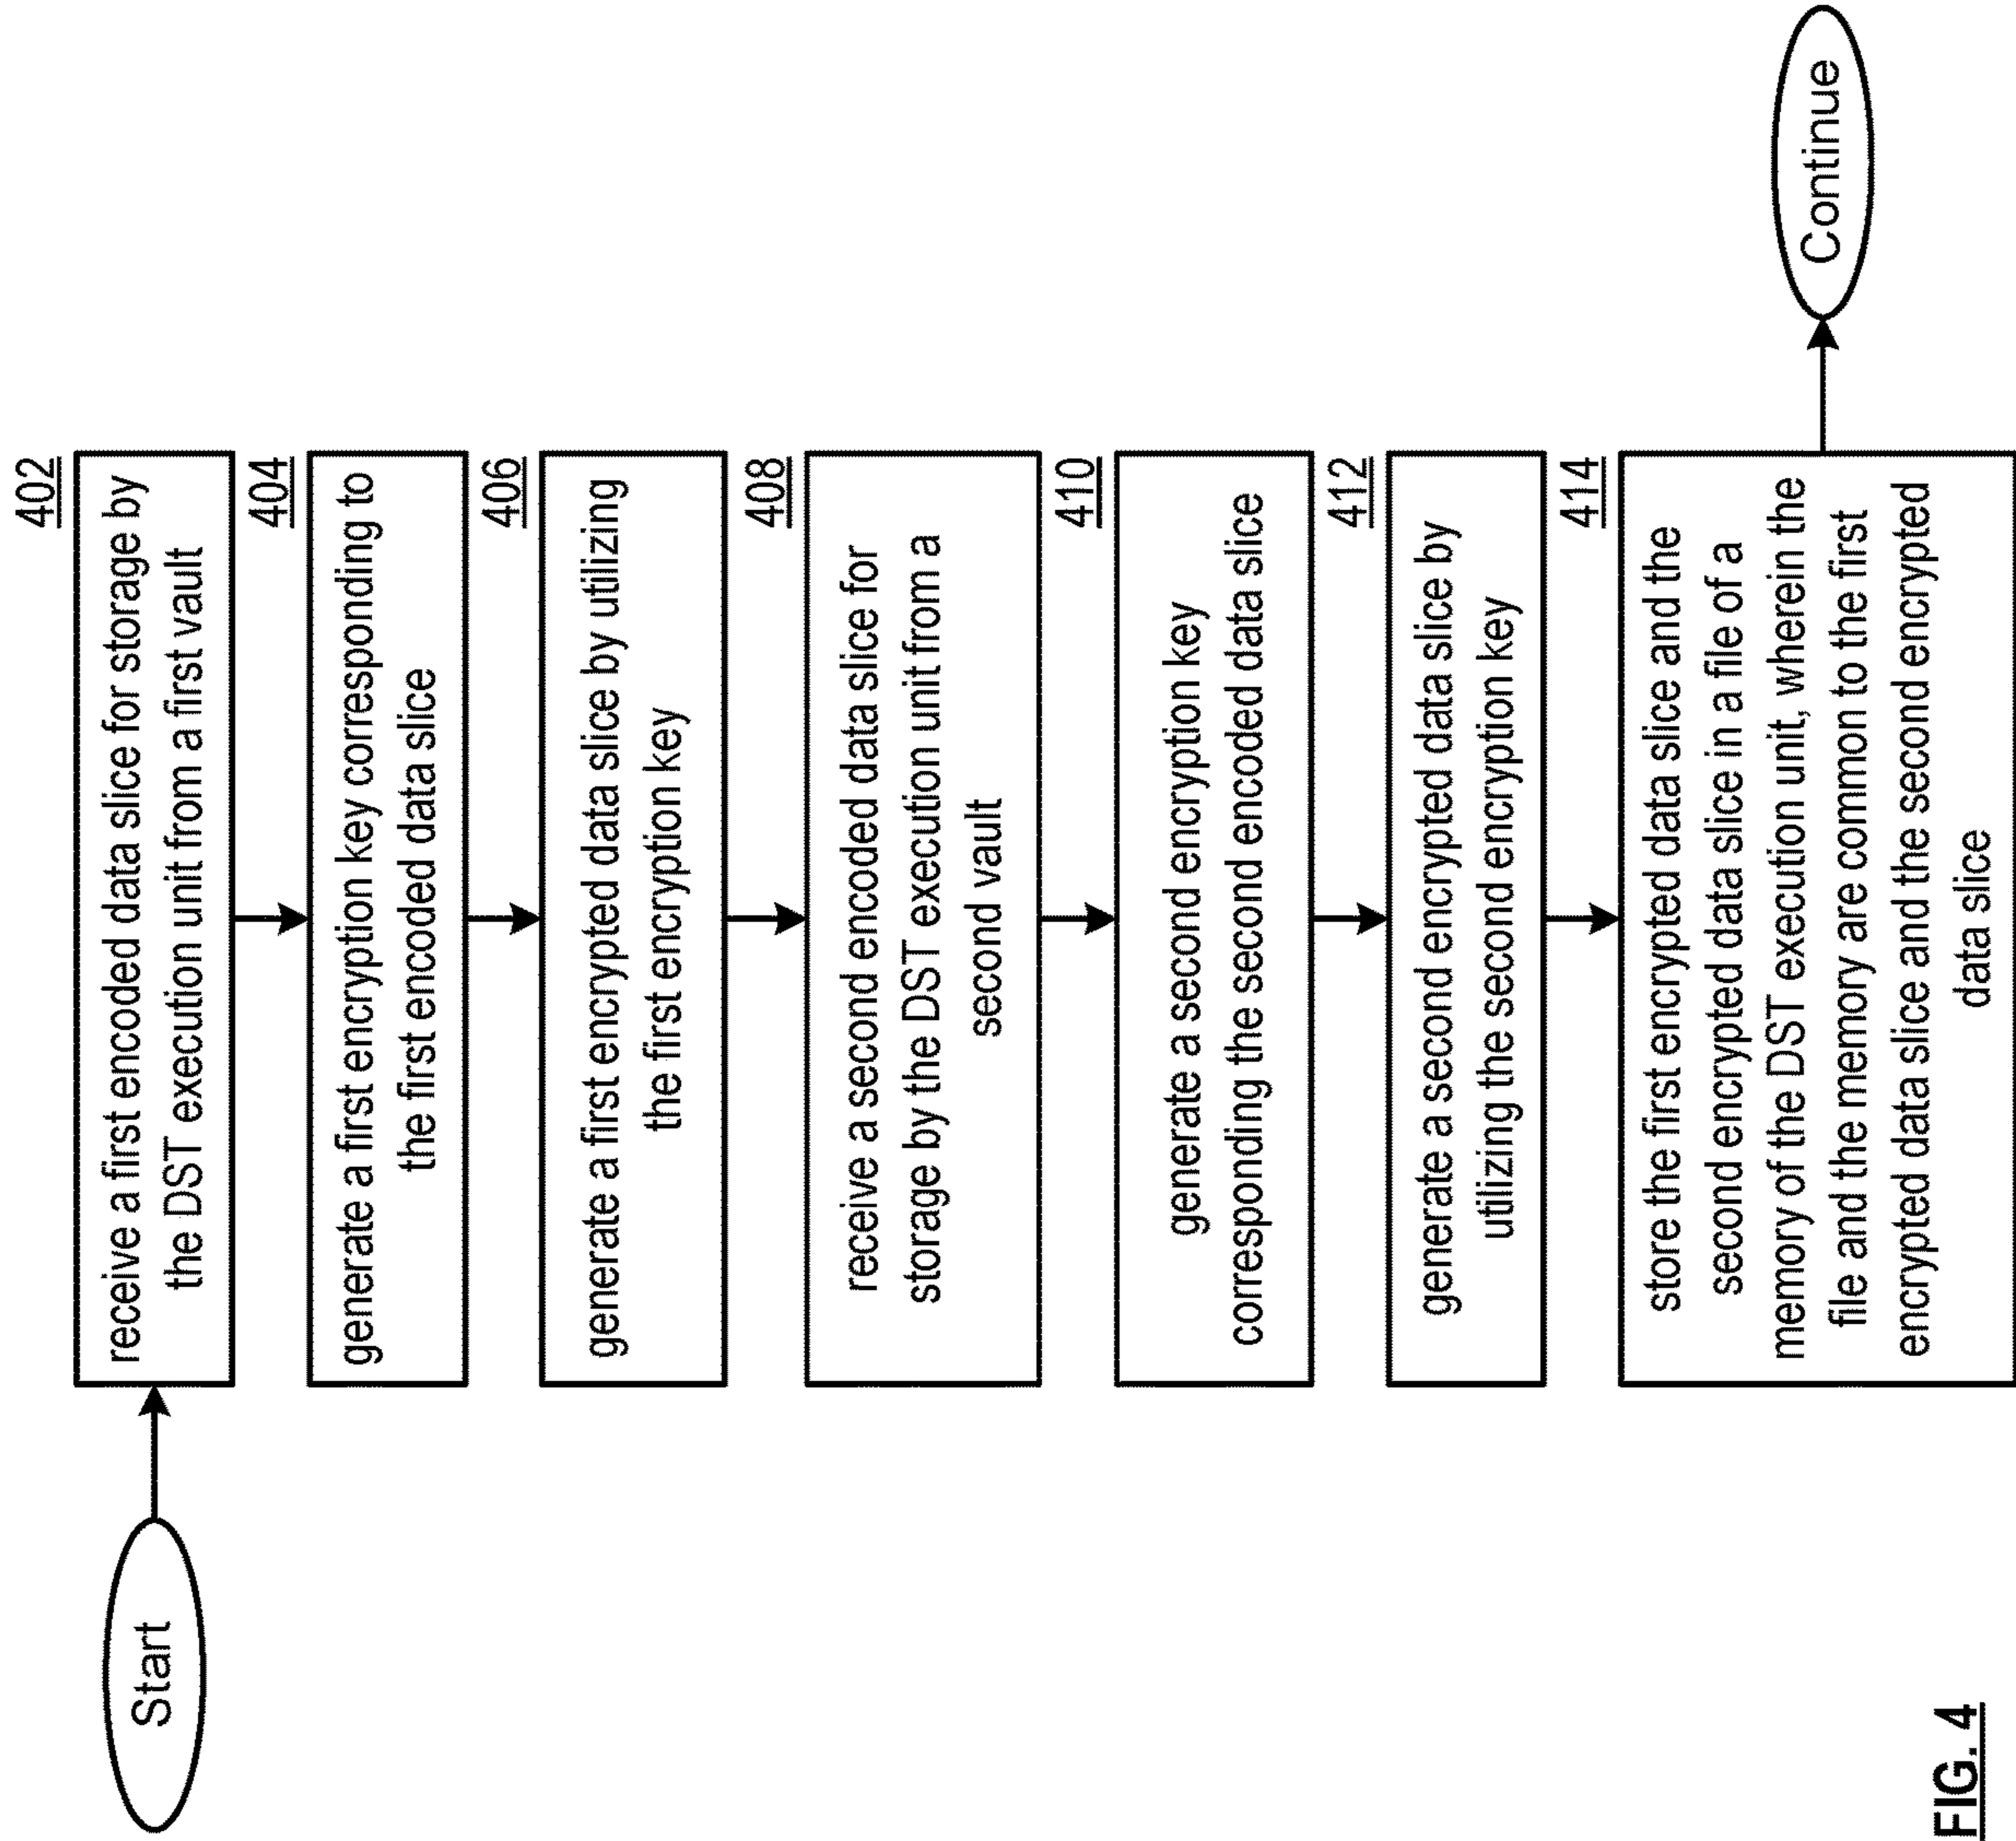 Start
402
receive a first encoded data slice for storage by
the DST execution unit from a first vault
404
generate a first encryption key corresponding to
the first encoded data slice
406
generate a first encrypted data slice by utilizing
the first encryption key
408
receive a second encoded data slice for
storage by the DST execution unit from a
second vault
410
generate a second encryption key
corresponding the second encoded data slice
412
generate a second encrypted data slice by
utilizing the second encryption key
414
store the first encrypted data slice and the
second encrypted data slice in a file of a
memory of the DST execution unit, wherein the
file and the memory are common to the first
encrypted data slice and the second encrypted
data slice
Continue
FIG. 4